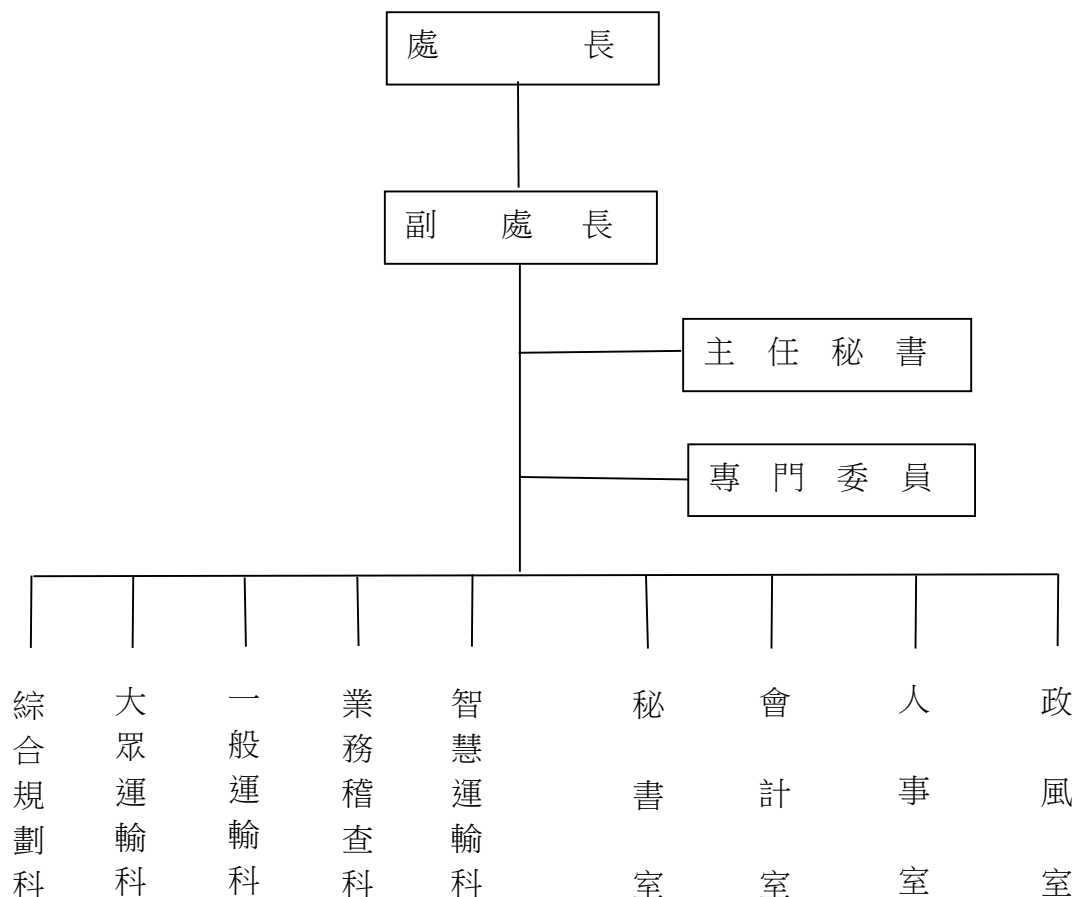 處長
副處長
主任秘書
專門委員
綜合規劃科
大眾運輸科
一般運輸科
業務稽查科
智慧運輸科
秘書室
會計室
人事室
政風室